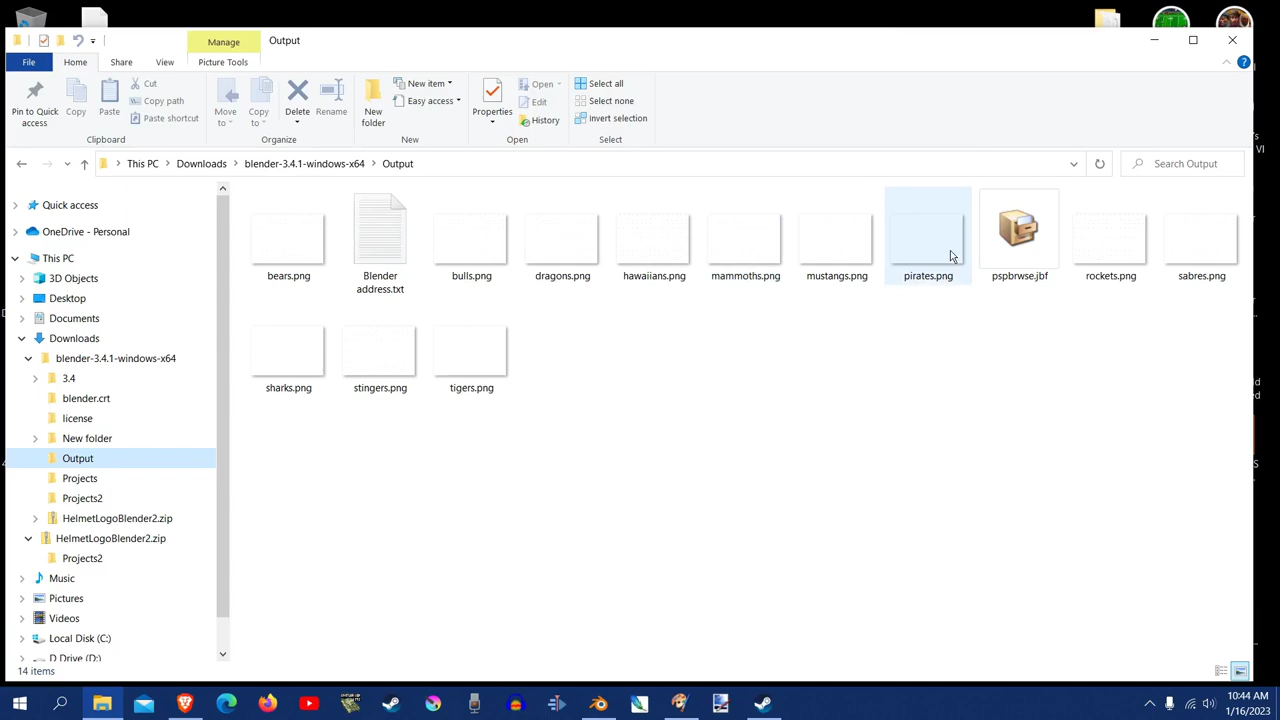 Manage
Output
File
Home
Share
View
Picture Tools
Pin to Quick access
Copy
Paste
Cut
Copy path
Paste shortcut
Clipboard
Move to
Copy to
Delete
Rename
Organize
New folder
New item
Easy access
New
Properties
Open
Edit
History
Open
Select all
Select none
Invert selection
Select
This PC
Downloads
blender-3.4.1-windows-x64
Output
Search Output
VI
Quick access
OneDrive - Personal
This PC
3D Objects
Desktop
Documents
Downloads
blender-3.4.1-windows-x64
3.4
blender.crt
license
New folder
Output
Projects
Projects2
HelmetLogoBlender2.zip
HelmetLogoBlender2.zip
Projects2
Music
Pictures
Videos
Local Disk (C:)
D Drive (D:)
bears.png
Blender
address.txt
bulls.png
dragons.png
hawaiians.png
mammoths.png
mustangs.png
pirates.png
pspbrwse.jbf
rockets.png
sabres.png
sharks.png
stingers.png
tigers.png
14 items
10:44 AM
1/16/2023